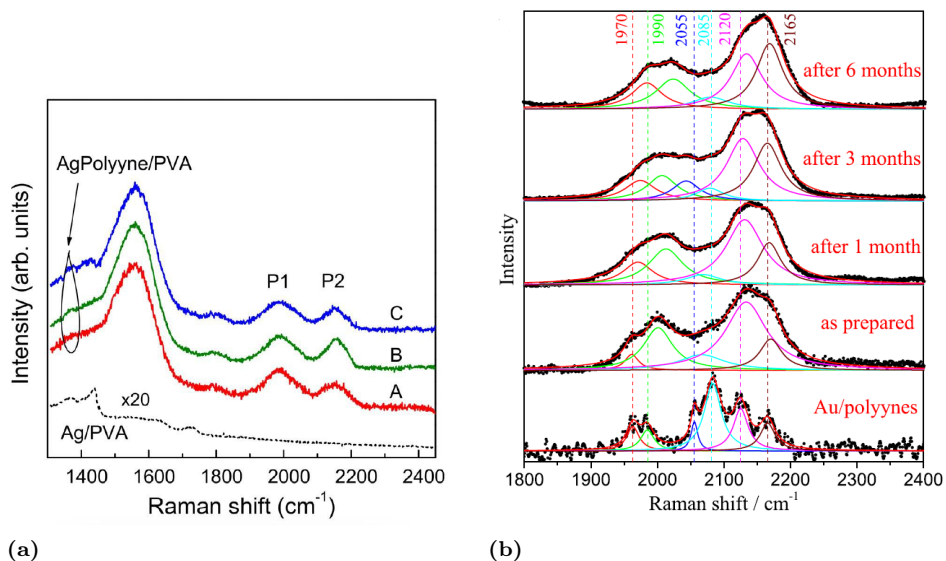 AgPolyyne/PVA
P1 P2
C
B
A
x20
Ag/PVA
Intensity (arb. units)
1400 1600 1800 2000 2200 2400
Raman shift (cm-1)
(a)
1970
1990
2055
2085
2120
2165
after 6 months
after 3 months
after 1 month
as prepared
Au/polyynes
Intensity
1800 1900 2000 2100 2200 2300 2400
Raman shift / cm-1
(b)